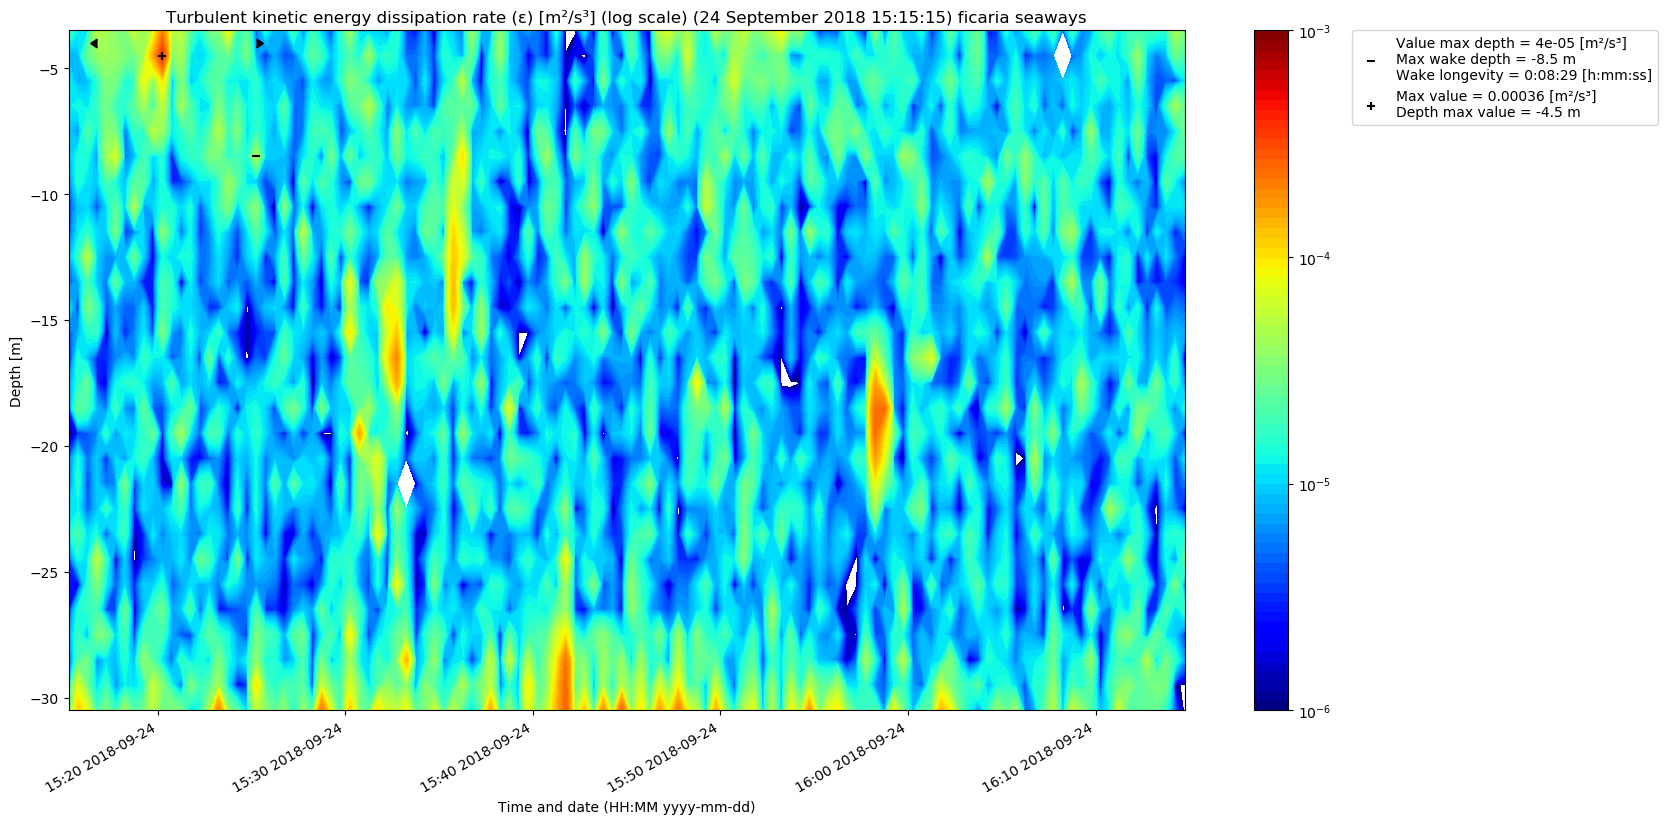 Turbulent kinetic energy dissipation rate (ε) [m²/s³] (log scale) (24 September 2018 15:15:15) ficaria seaways
Value max depth = 4e-05 [m²/s³]
Max wake depth = -8.5 m
Wake longevity = 0:08:29 [h:mm:ss]
Max value = 0.00036 [m²/s³]
Depth max value = -4.5 m
10⁻³
10⁻⁴
10⁻⁵
10⁻⁶
Depth [m]
−5
−10
−15
−20
−25
−30
15:20 2018-09-24
15:30 2018-09-24
15:40 2018-09-24
15:50 2018-09-24
16:00 2018-09-24
16:10 2018-09-24
Time and date (HH:MM yyyy-mm-dd)